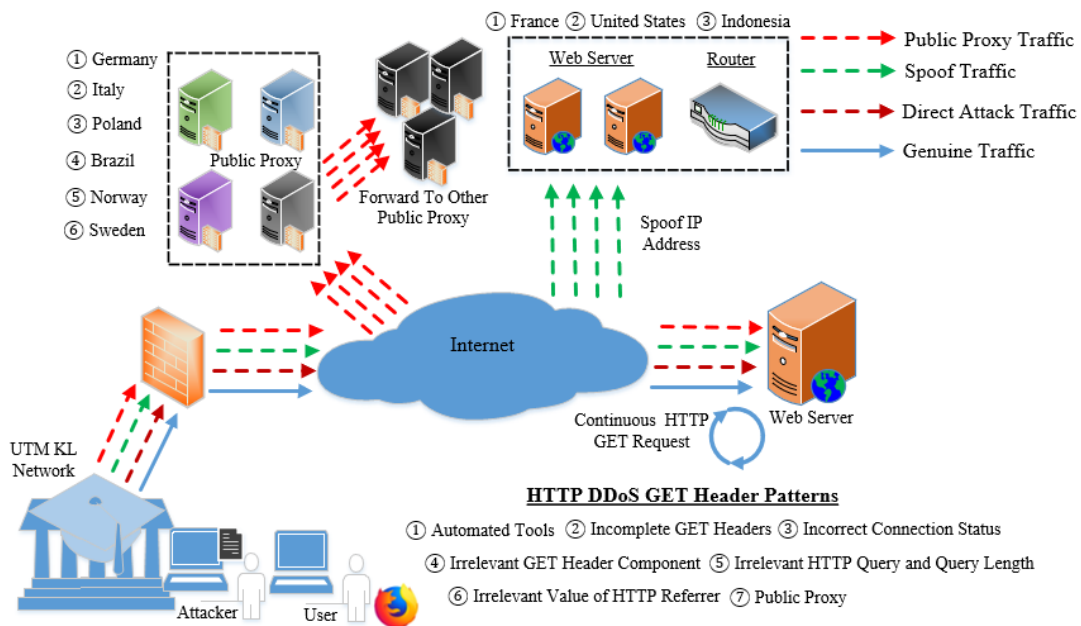 ① France ② United States ③ Indonesia
Web Server
Router
Public Proxy Traffic
Spoof Traffic
Direct Attack Traffic
Genuine Traffic
① Germany
② Italy
③ Poland
④ Brazil
⑤ Norway
⑥ Sweden
Public Proxy
Forward To Other
Public Proxy
Spoof IP
Address
Internet
Web Server
Continuous HTTP
GET Request
UTM KL
Network
Attacker
User
HTTP DDoS GET Header Patterns
① Automated Tools ② Incomplete GET Headers ③ Incorrect Connection Status
④ Irrelevant GET Header Component ⑤ Irrelevant HTTP Query and Query Length
⑥ Irrelevant Value of HTTP Referrer ⑦ Public Proxy